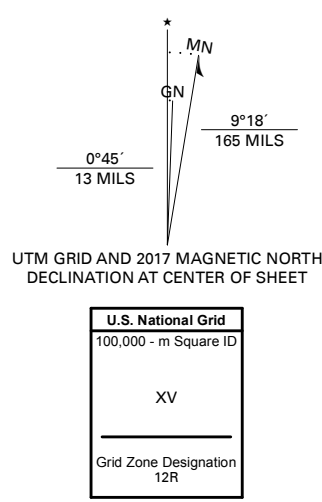 MN
GN
9°18´
165 MILS
0°45´
13 MILS
UTM GRID AND 2017 MAGNETIC NORTH
DECLINATION AT CENTER OF SHEET
U.S. National Grid
100,000 - m Square ID
XV
Grid Zone Designation
12R